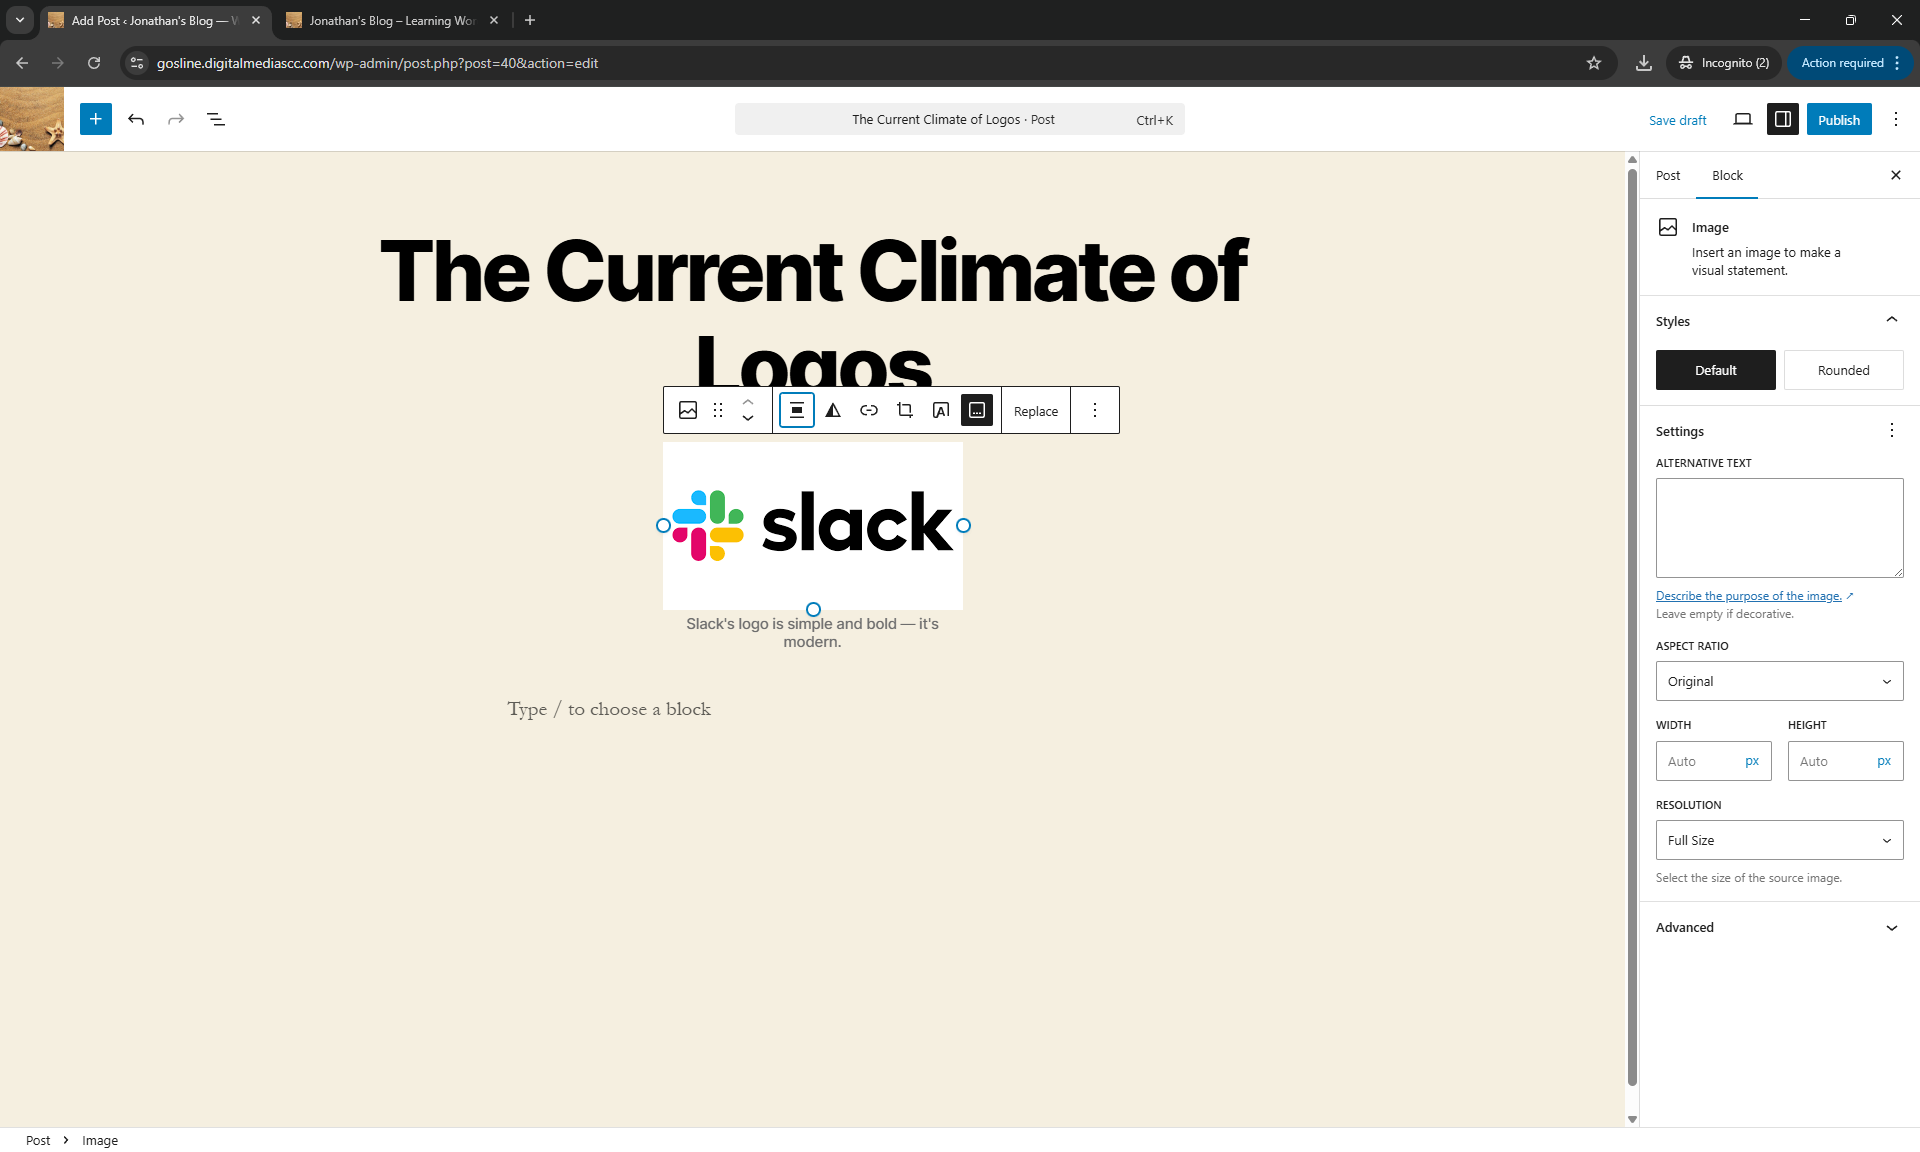 Add Post ‹ Jonathan's Blog — W
Jonathan's Blog – Learning Wor
gosline.digitalmediascc.com/wp-admin/post.php?post=40&action=edit
Incognito (2)
Action required
The Current Climate of Logos · Post
Ctrl+K
Save draft
Publish
Post
Block
Image
Insert an image to make a
visual statement.
Styles
Default
Rounded
Settings
ALTERNATIVE TEXT
Describe the purpose of the image. ↗
Leave empty if decorative.
ASPECT RATIO
Original
WIDTH
HEIGHT
Auto
px
Auto
px
RESOLUTION
Full Size
Select the size of the source image.
Advanced
The Current Climate of
Logos
Replace
slack
Slack's logo is simple and bold — it's
modern.
Type / to choose a block
Post › Image